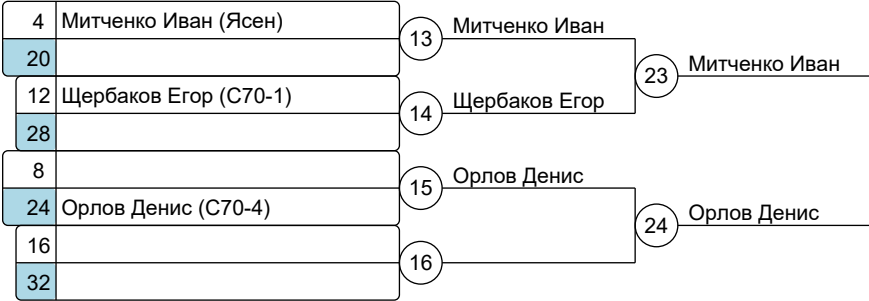 4 Митченко Иван (Ясен)
13 Митченко Иван
20
23 Митченко Иван
12 Щербаков Егор (С70-1)
14 Щербаков Егор
28
8
15 Орлов Денис
24 Орлов Денис (С70-4)
24 Орлов Денис
16
16
32